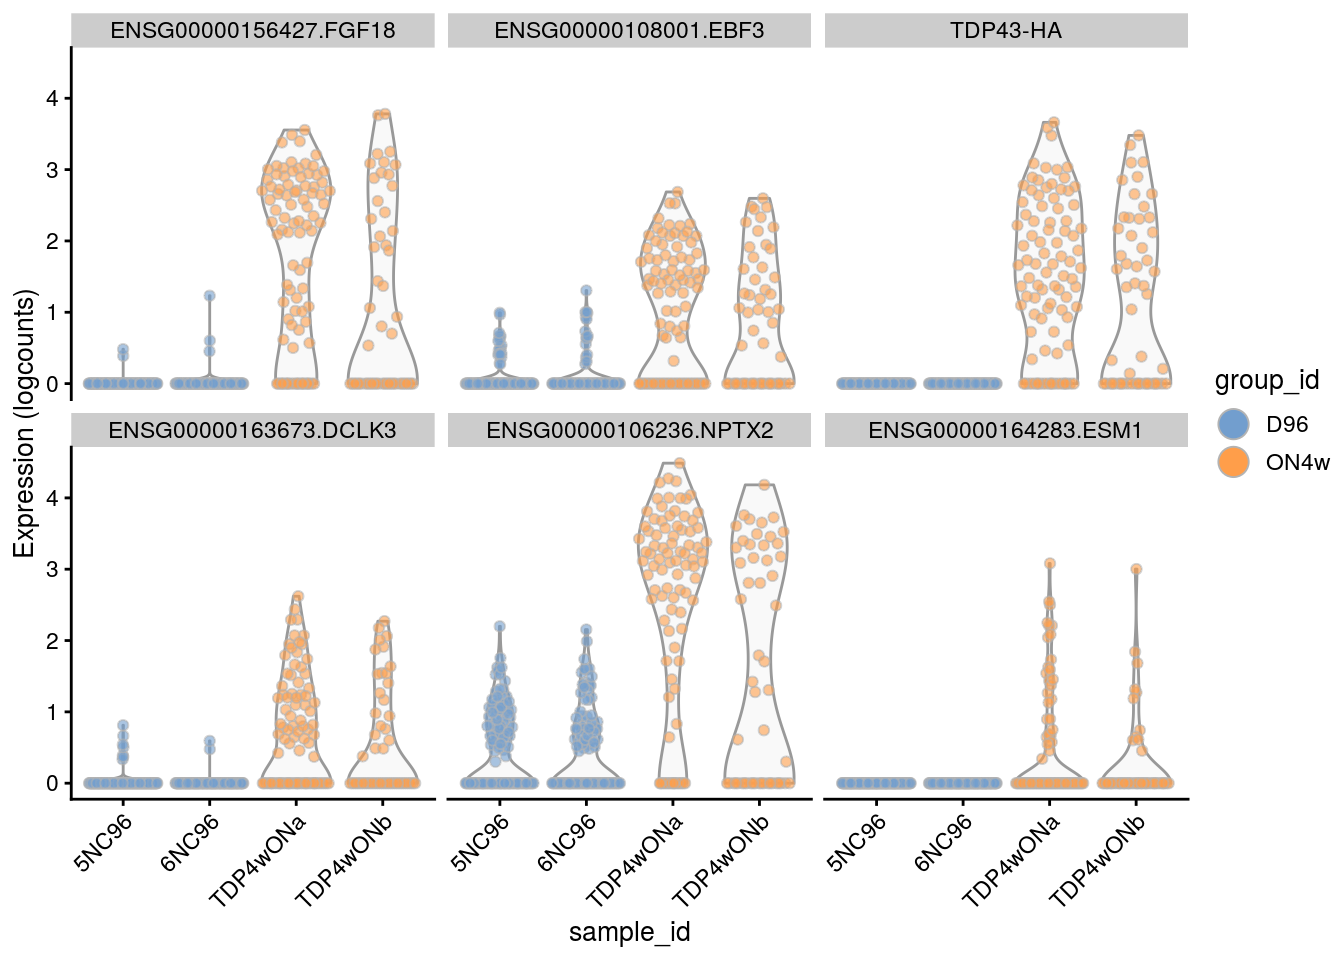 ENSG00000156427.FGF18 ENSG00000108001.EBF3 TDP43-HA
4
3
2
1
0
ENSG00000163673.DCLK3 ENSG00000106236.NPTX2 ENSG00000164283.ESM1
4
3
2
1
0
Expression (logcounts)
5NC96 6NC96 TDP4wONa TDP4wONb 5NC96 6NC96 TDP4wONa TDP4wONb 5NC96 6NC96 TDP4wONa TDP4wONb
sample_id
group_id
D96
ON4w